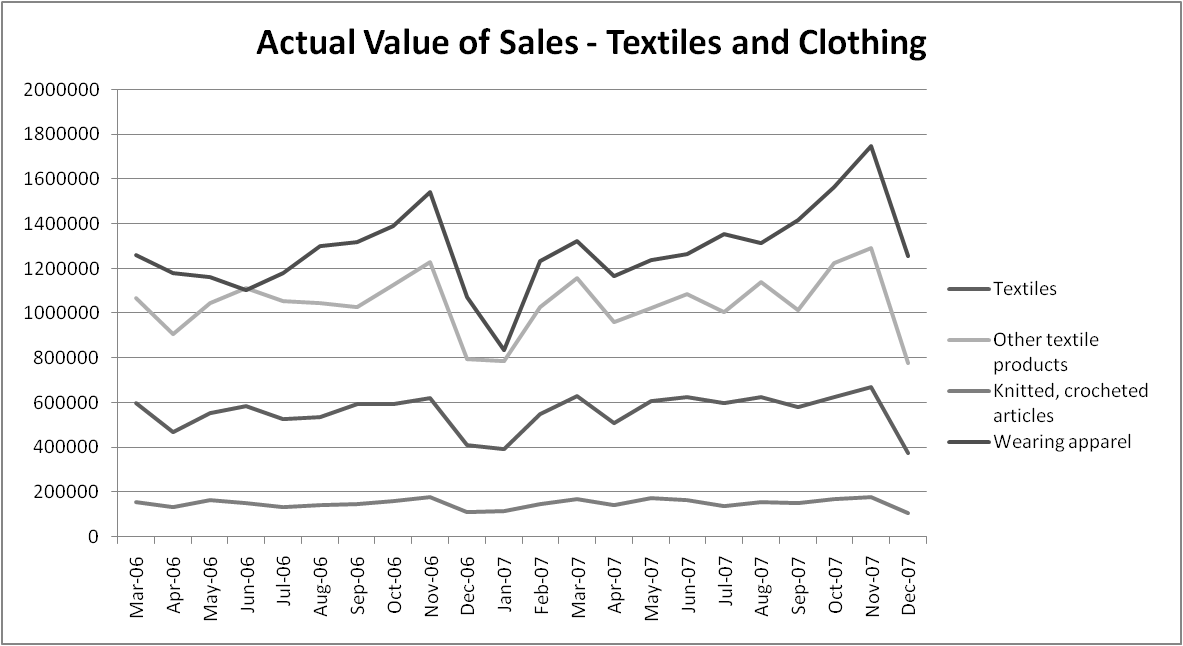 Actual Value of Sales - Textiles and Clothing
2000000
1800000
1600000
1400000
1200000
1000000
800000
600000
400000
200000
0
Mar-06
Apr-06
May-06
Jun-06
Jul-06
Aug-06
Sep-06
Oct-06
Nov-06
Dec-06
Jan-07
Feb-07
Mar-07
Apr-07
May-07
Jun-07
Jul-07
Aug-07
Sep-07
Oct-07
Nov-07
Dec-07
Textiles
Other textile
products
Knitted, crocheted
articles
Wearing apparel